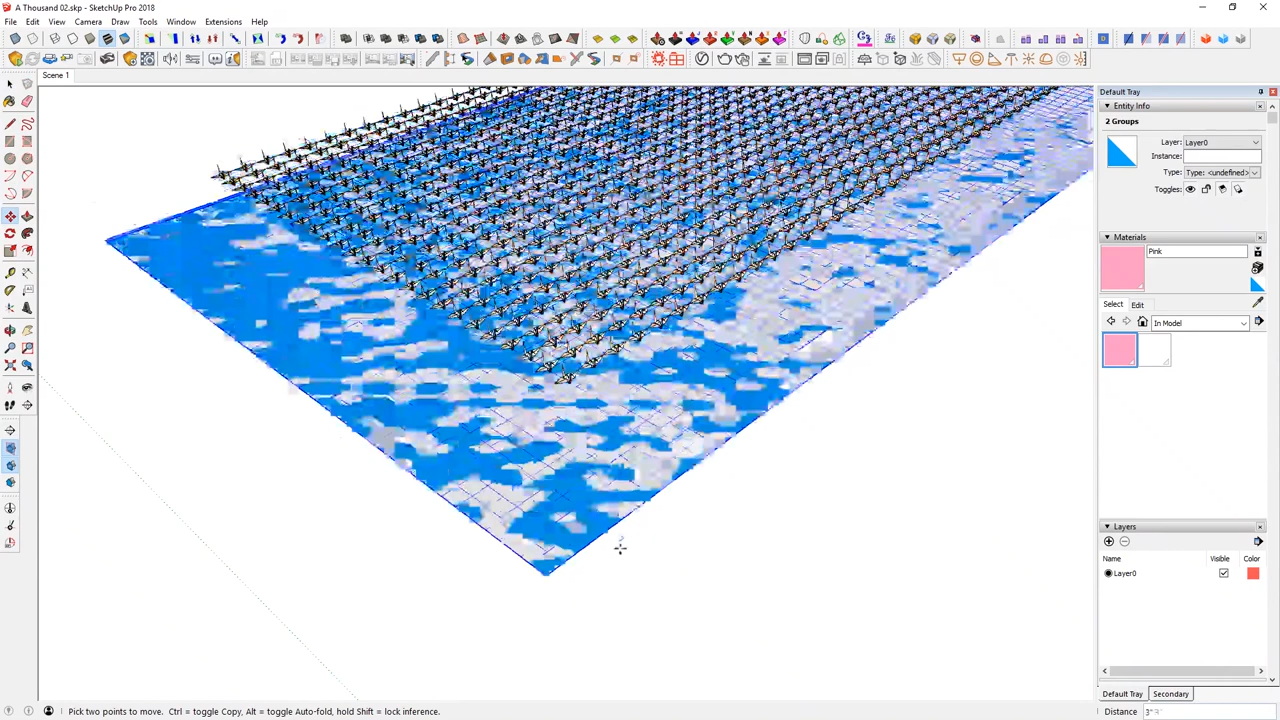 A Thousand 02.skp - SketchUp Pro 2018
File Edit View Camera Draw Tools Window Extensions Help
Scene 1
Default Tray
Entity Info
2 Groups
Layer: Layer0
Instance:
Type: Type: <undefined>
Toggles:
Materials
Pink
Select Edit
In Model
Layers
Name Visible Color
Layer0
Default Tray Secondary
Pick two points to move. Ctrl = toggle Copy, Alt = toggle Auto-fold, hold Shift = lock inference.
Distance